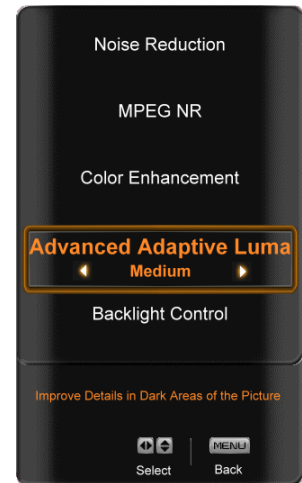 Noise Reduction
MPEG NR
Color Enhancement
Advanced Adaptive Luma
Medium
Backlight Control
Improve Details in Dark Areas of the Picture
MENU
Select Back